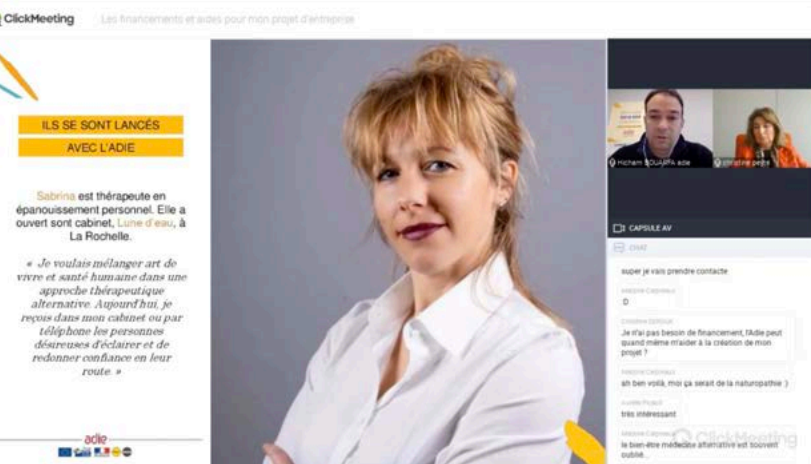 ClickMeeting
Les financements et aides pour mon projet d'entreprise
ILS SE SONT LANCÉS
AVEC L'ADIE
Sabrina est thérapeute en
épanouissement personnel. Elle a
ouvert sont cabinet, Lune d'eau, à
La Rochelle.
« Je voulais mélanger art de
vivre et santé humaine dans une
approche thérapeutique
alternative. Aujourd'hui, je
reçois dans mon cabinet ou par
téléphone les personnes
désireuses d'éclairer et de
redonner confiance en leur
route. »
adie
Hicham BOUARFA adie
christine
CAPSULE AV
CHAT
super je vais prendre contacte
:D
Je n'ai pas besoin de financement, l'Adie peut
quand même m'aider à la création de mon
projet ?
ah ben voilà, moi ça serait de la naturopathie :)
très intéressant
le bien-être médecine alternative est souvent
oublié...
ClickMeeting